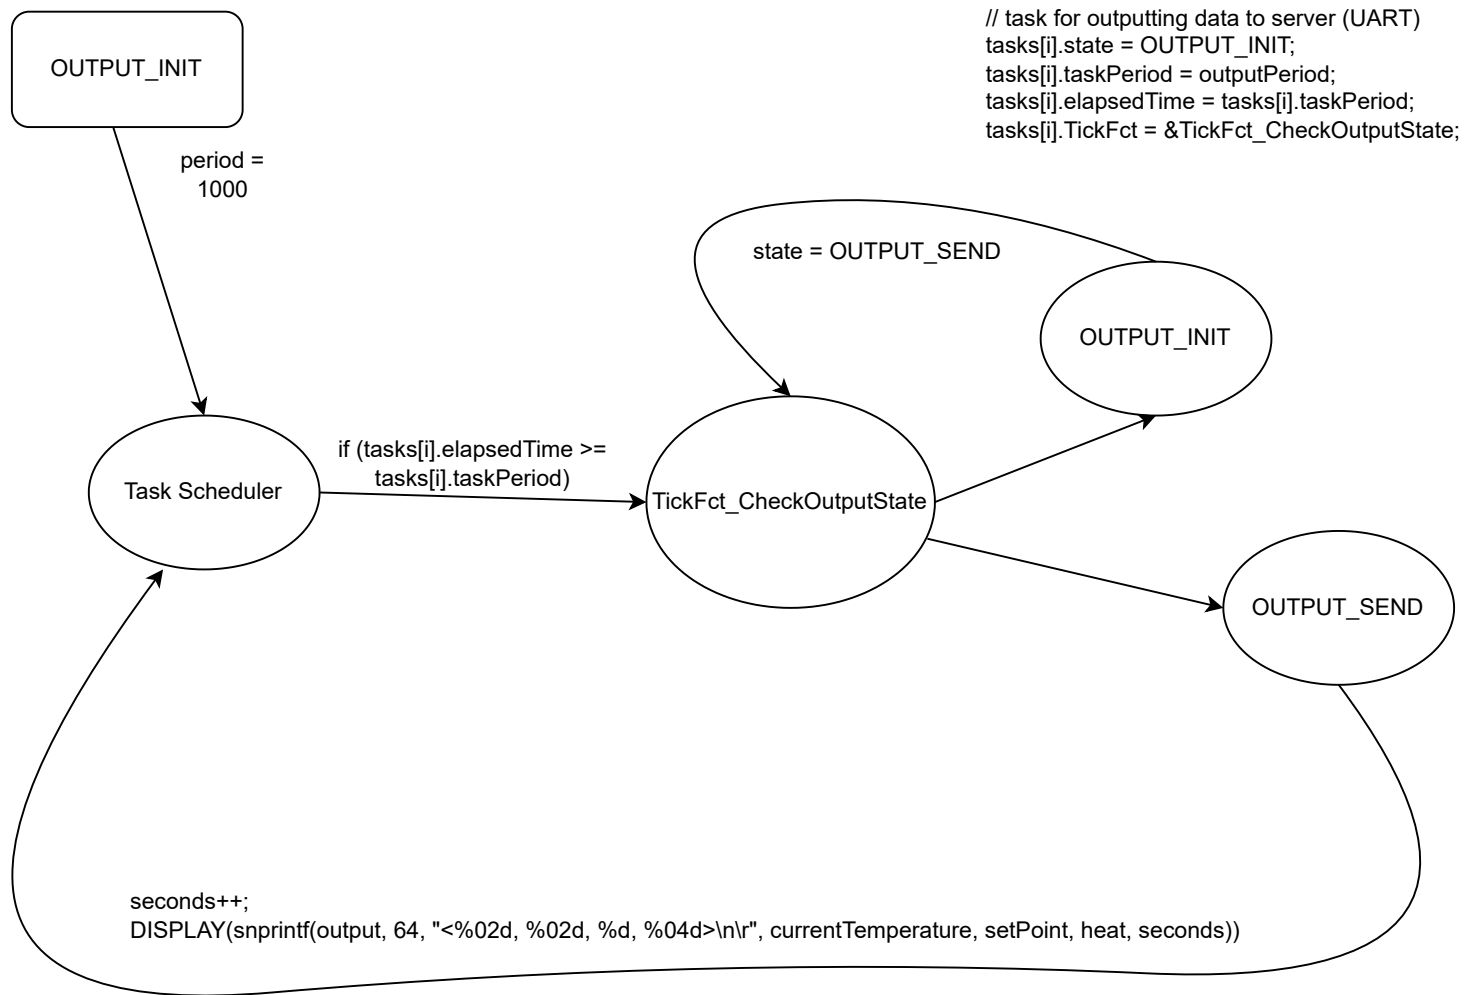 // task for outputting data to server (UART)
tasks[i].state = OUTPUT_INIT;
tasks[i].taskPeriod = outputPeriod;
tasks[i].elapsedTime = tasks[i].taskPeriod;
tasks[i].TickFct = &TickFct_CheckOutputState;
OUTPUT_INIT
period =
1000
state = OUTPUT_SEND
OUTPUT_INIT
if (tasks[i].elapsedTime >=
tasks[i].taskPeriod)
Task Scheduler
TickFct_CheckOutputState
OUTPUT_SEND
seconds++;
DISPLAY(snprintf(output, 64, "<%02d, %02d, %d, %04d>\n\r", currentTemperature, setPoint, heat, seconds))